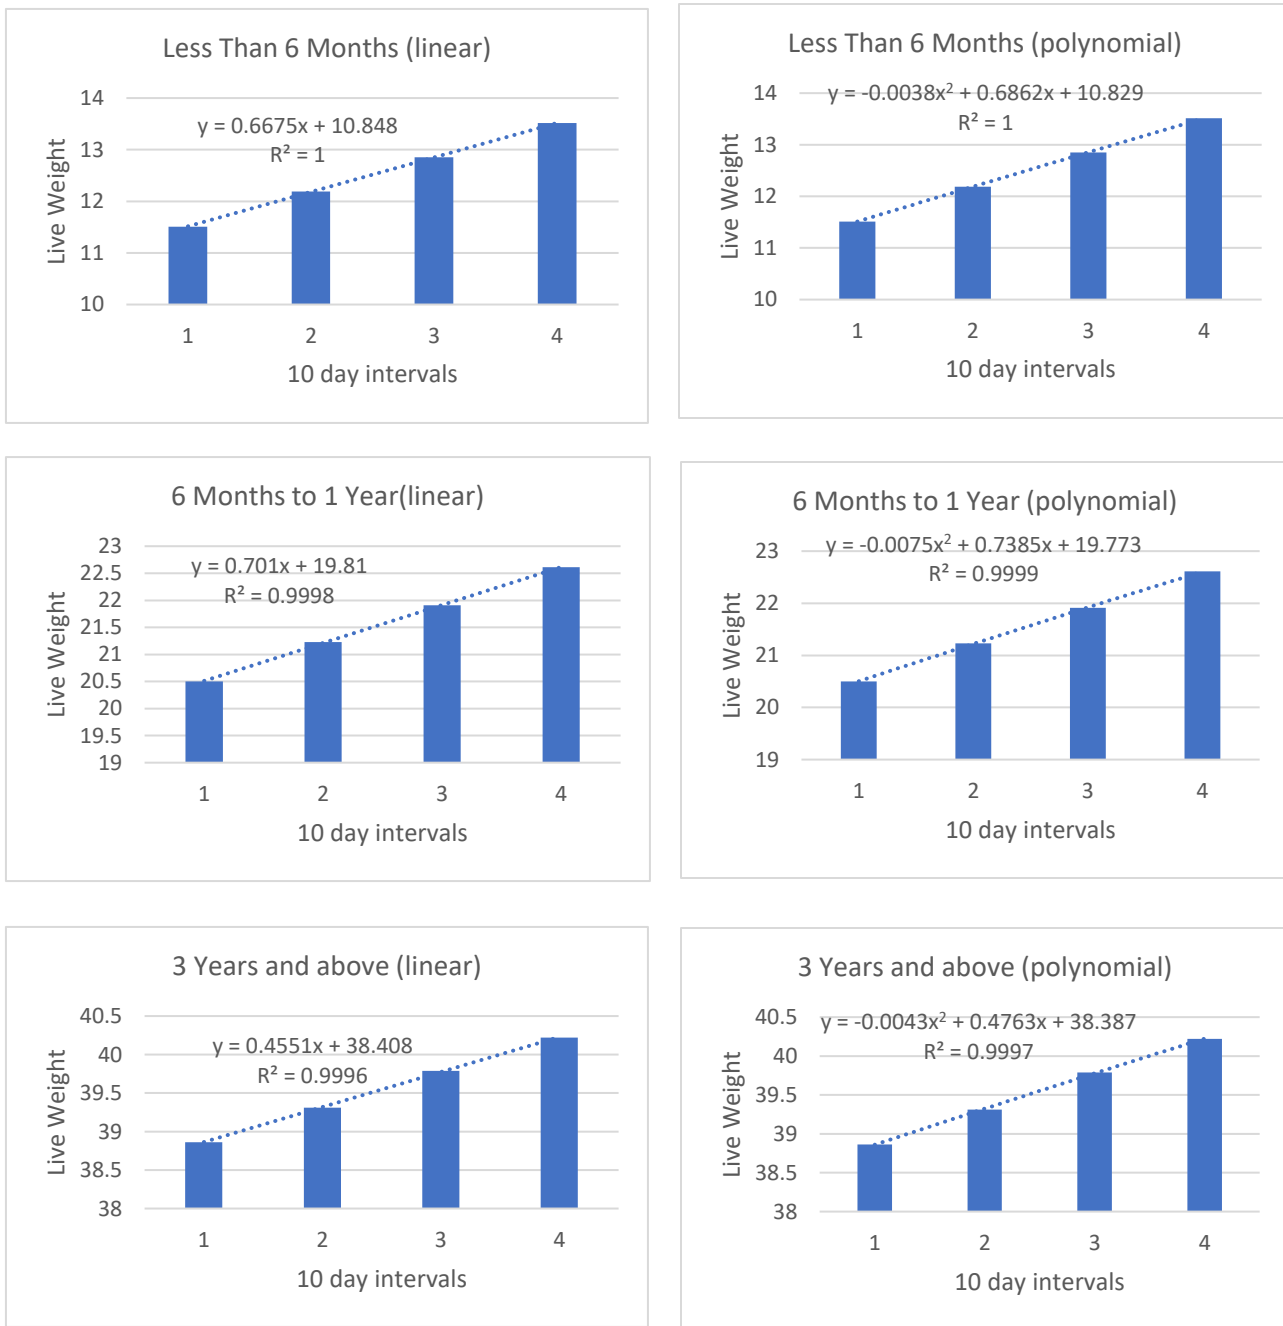 Less Than 6 Months (linear)
y = 0.6675x + 10.848
R² = 1
14
13
12
11
10
Live Weight
1 2 3 4
10 day intervals
Less Than 6 Months (polynomial)
y = -0.0038x² + 0.6862x + 10.829
R² = 1
14
13
12
11
10
Live Weight
1 2 3 4
10 day intervals
6 Months to 1 Year(linear)
y = 0.701x + 19.81
R² = 0.9998
23
22.5
22
21.5
21
20.5
20
19.5
19
Live Weight
1 2 3 4
10 day intervals
6 Months to 1 Year (polynomial)
y = -0.0075x² + 0.7385x + 19.773
R² = 0.9999
23
22
21
20
19
Live Weight
1 2 3 4
10 day intervals
3 Years and above (linear)
y = 0.4551x + 38.408
R² = 0.9996
40.5
40
39.5
39
38.5
38
Live Weight
1 2 3 4
10 day intervals
3 Years and above (polynomial)
y = -0.0043x² + 0.4763x + 38.387
R² = 0.9997
40.5
40
39.5
39
38.5
38
Live Weight
1 2 3 4
10 day intervals